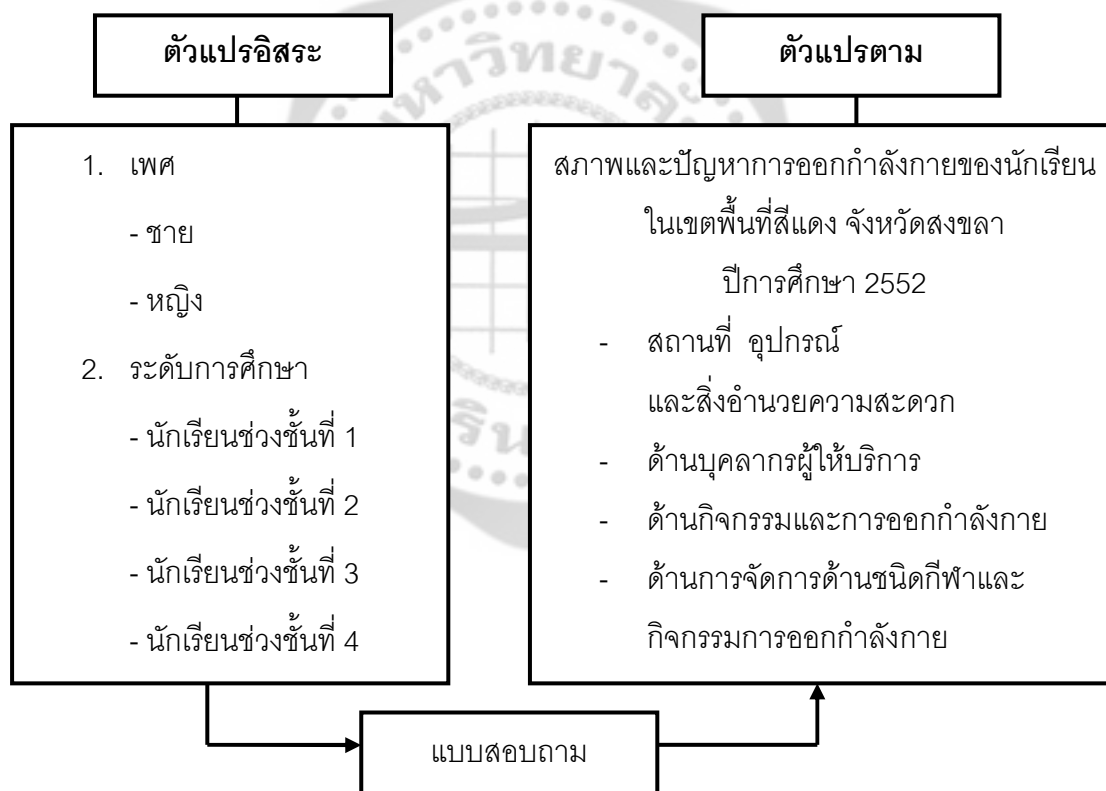 ตัวแปรอิสระ
1. เพศ
- ชาย
- หญิง
2. ระดับการศึกษา
- นักเรียนช่วงชั้นที่ 1
- นักเรียนช่วงชั้นที่ 2
- นักเรียนช่วงชั้นที่ 3
- นักเรียนช่วงชั้นที่ 4
ตัวแปรตาม
สภาพและปัญหาการออกกำลังกายของนักเรียน
ในเขตพื้นที่สีแดง จังหวัดสงขลา
ปีการศึกษา 2552
- สถานที่ อุปกรณ์
และสิ่งอำนวยความสะดวก
- ด้านบุคลากรผู้ให้บริการ
- ด้านกิจกรรมและการออกกำลังกาย
- ด้านการจัดการด้านชนิดกีฬาและ
กิจกรรมการออกกำลังกาย
แบบสอบถาม